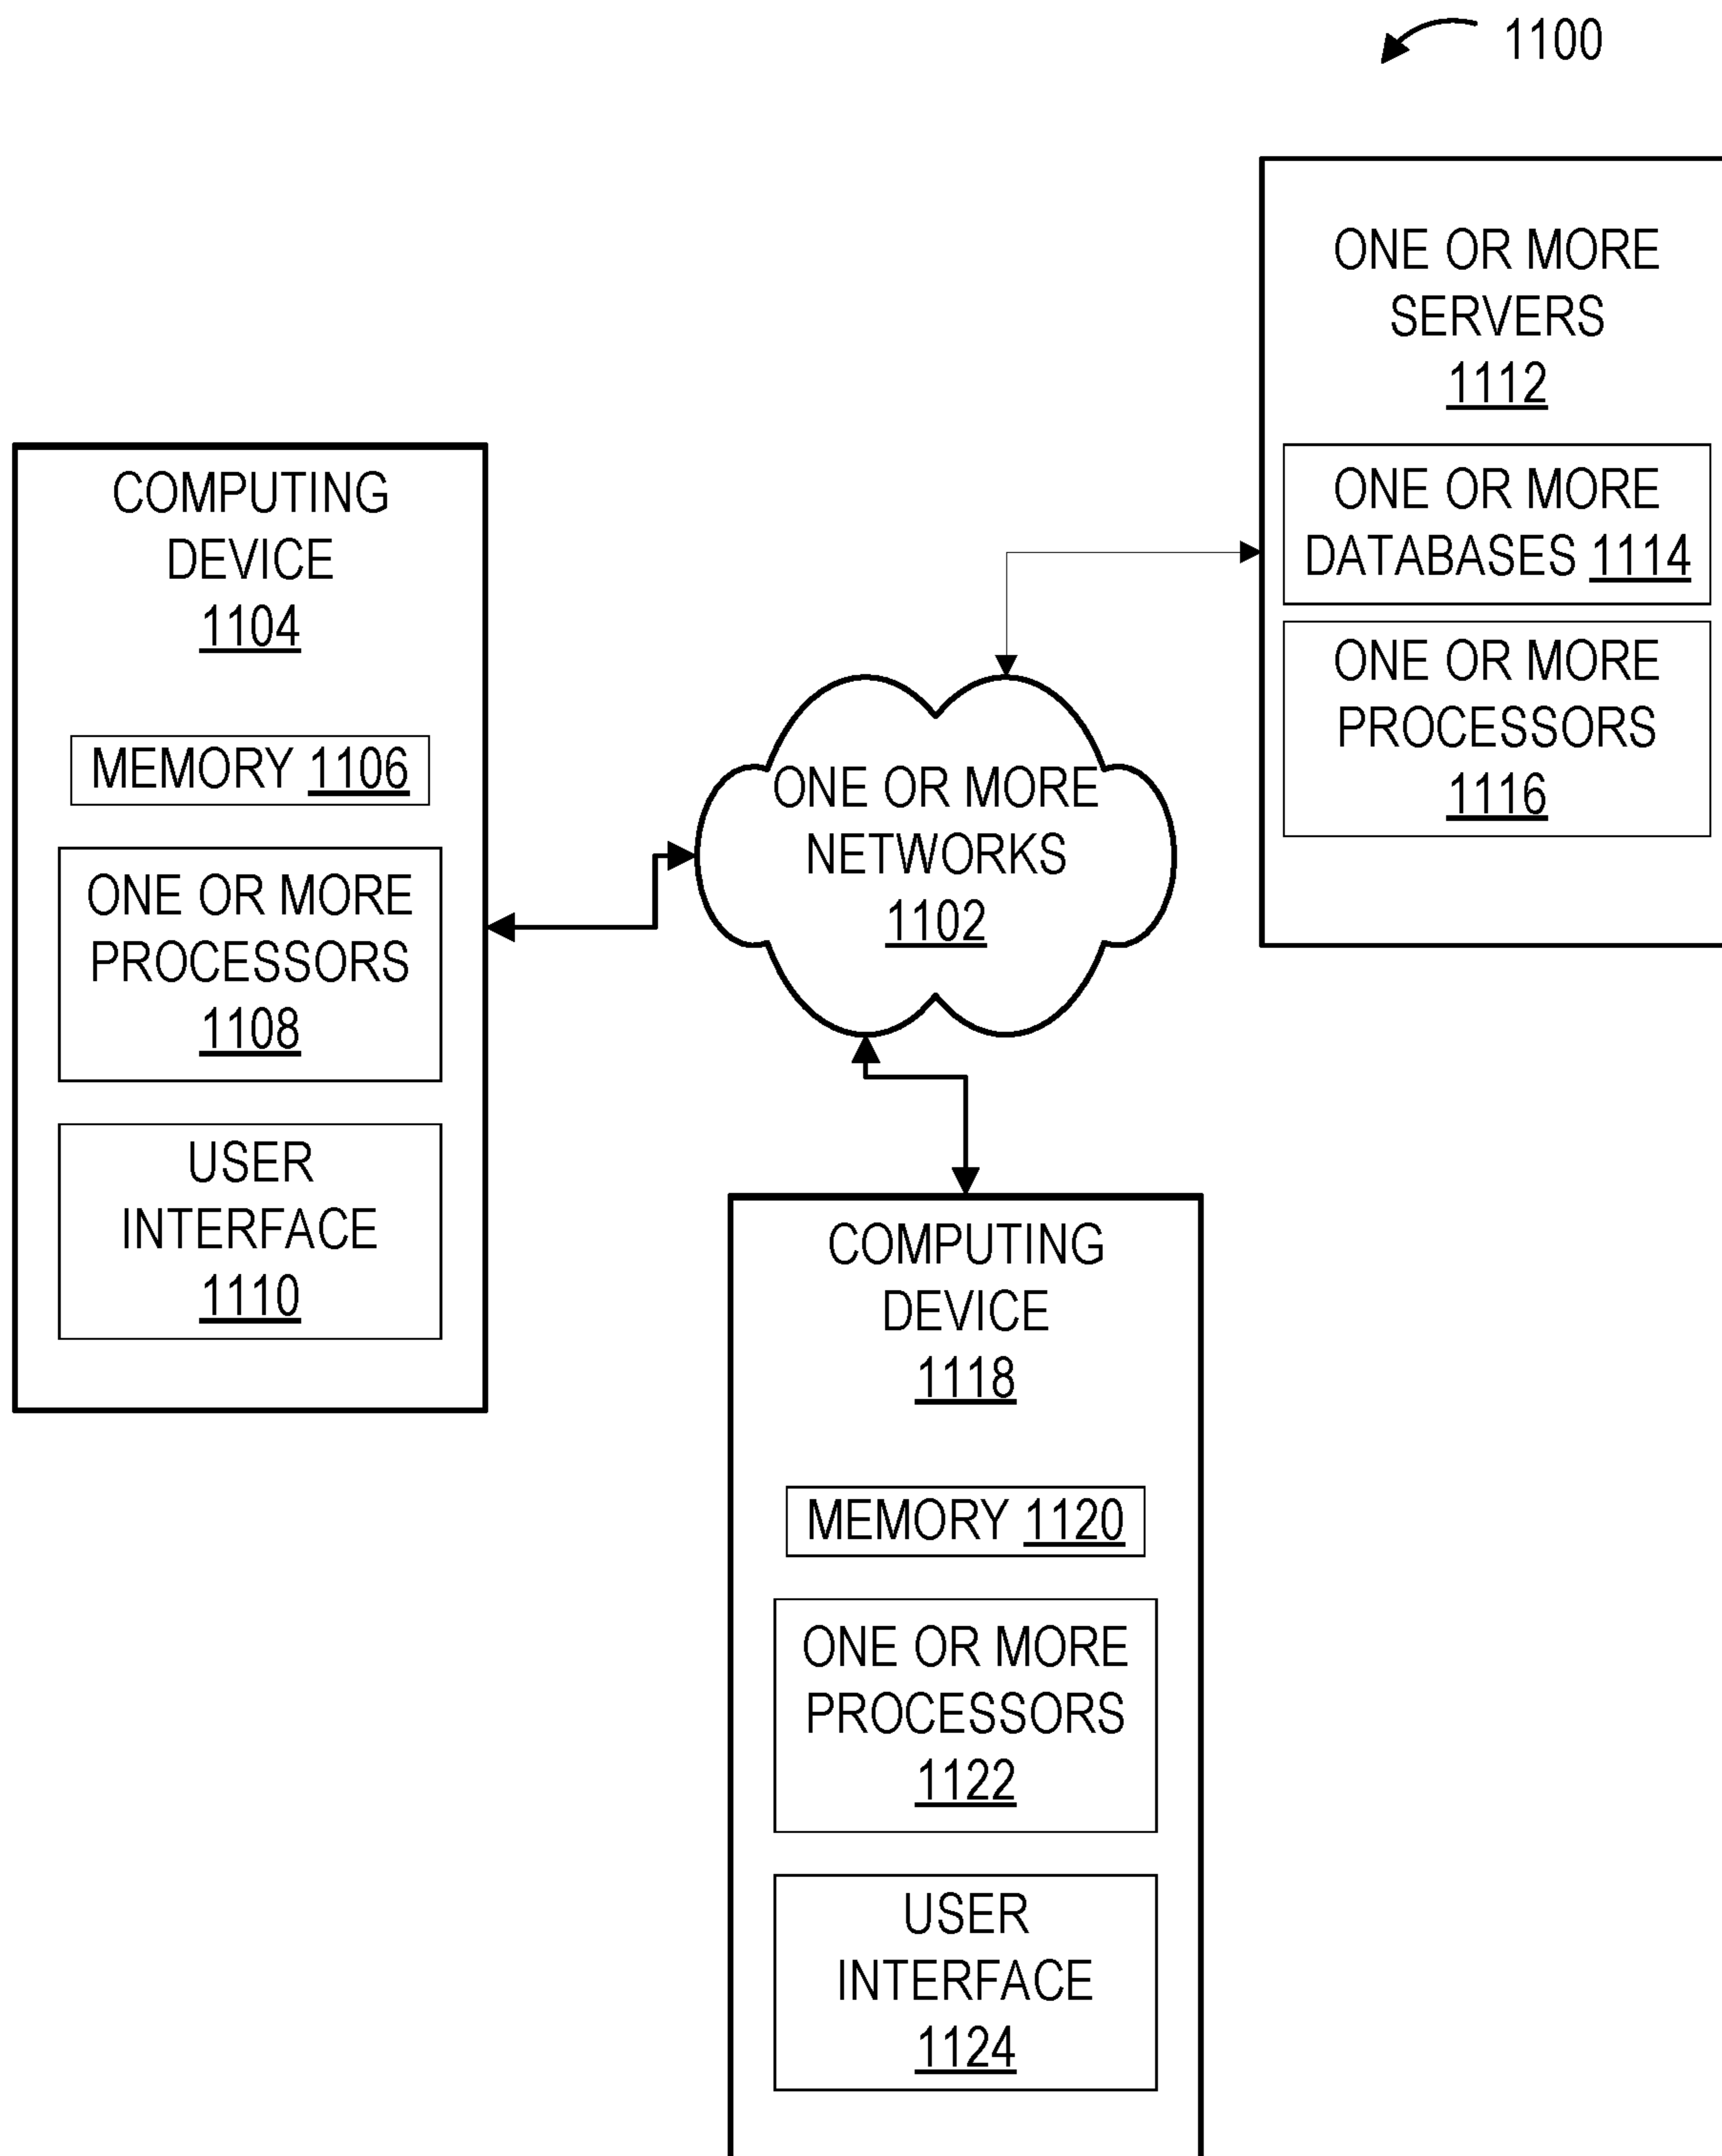 1100
ONE OR MORE
SERVERS
1112
ONE OR MORE
DATABASES 1114
ONE OR MORE
PROCESSORS
1116
COMPUTING
DEVICE
1104
MEMORY 1106
ONE OR MORE
PROCESSORS
1108
USER
INTERFACE
1110
ONE OR MORE
NETWORKS
1102
COMPUTING
DEVICE
1118
MEMORY 1120
ONE OR MORE
PROCESSORS
1122
USER
INTERFACE
1124